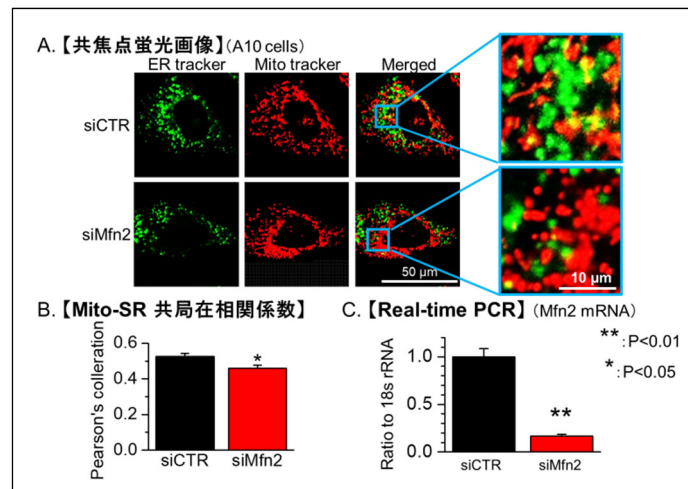 A.【共焦点蛍光画像】(A10 cells)
ER tracker Mito tracker Merged
siCTR
siMfn2
50 μm
10 μm
B.【Mito-SR 共局在相関係数】
Pearson's colleration
0.6
0.4
0.2
0.0
*
siCTR siMfn2
C.【Real-time PCR】(Mfn2 mRNA)
Ratio to 18s rRNA
1.0
0.5
0.0
**
siCTR siMfn2
**:P<0.01
*:P<0.05